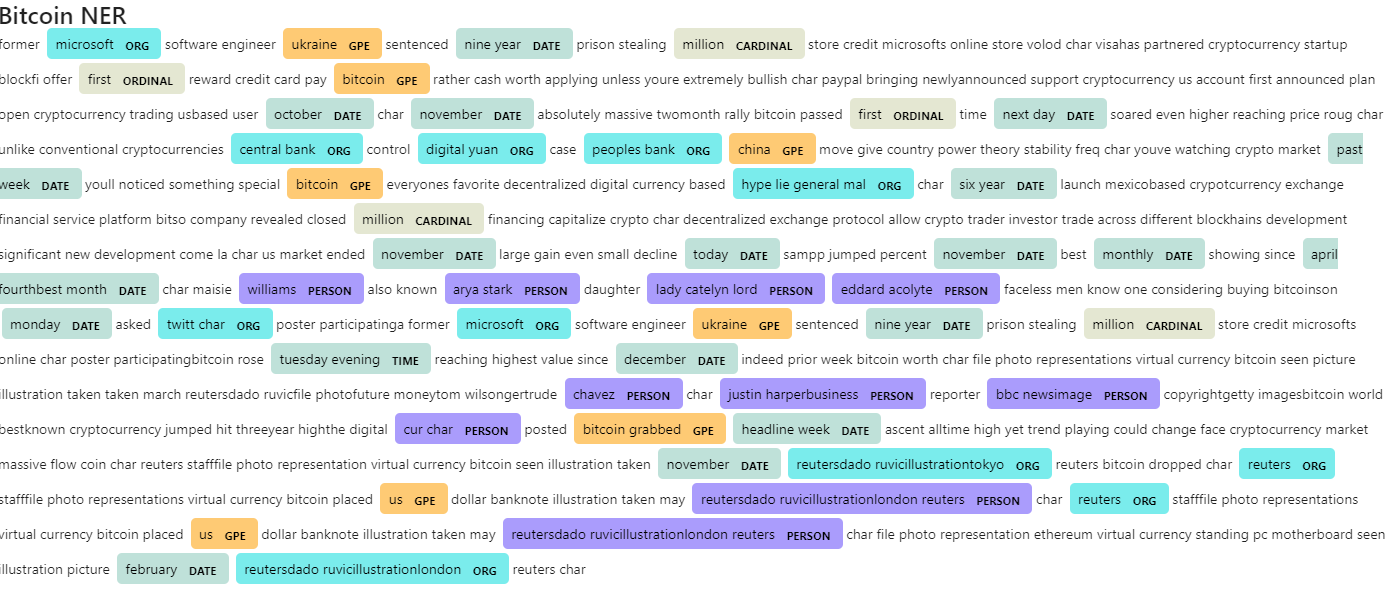 Bitcoin NER
former microsoft ORG software engineer ukraine GPE sentenced nine year DATE prison stealing million CARDINAL store credit microsofts online store volod char visahas partnered cryptocurrency startup
blockfi offer first ORDINAL reward credit card pay bitcoin GPE rather cash worth applying unless youre extremely bullish char paypal bringing newlyannounced support cryptocurrency us account first announced plan
open cryptocurrency trading usbased user october DATE char november DATE absolutely massive twomonth rally bitcoin passed first ORDINAL time next day DATE soared even higher reaching price roug char
unlike conventional cryptocurrencies central bank ORG control digital yuan ORG case peoples bank ORG china GPE move give country power theory stability freq char youve watching crypto market past
week DATE youll noticed something special bitcoin GPE everyones favorite decentralized digital currency based hype lie general mal ORG char six year DATE launch mexicobased crypotcurrency exchange
financial service platform bitso company revealed closed million CARDINAL financing capitalize crypto char decentralized exchange protocol allow crypto trader investor trade across different blockhains development
significant new development come la char us market ended november DATE large gain even small decline today DATE sampp jumped percent november DATE best monthly DATE showing since april
fourthbest month DATE char maisie williams PERSON also known arya stark PERSON daughter lady catelyn lord PERSON eddard acolyte PERSON faceless men know one considering buying bitcoinson
monday DATE asked twitt char ORG poster participatinga former microsoft ORG software engineer ukraine GPE sentenced nine year DATE prison stealing million CARDINAL store credit microsofts
online char poster participatingbitcoin rose tuesday evening TIME reaching highest value since december DATE indeed prior week bitcoin worth char file photo representations virtual currency bitcoin seen picture
illustration taken taken march reutersdado ruvicfile photofuture moneytom wilsongertrude chavez PERSON char justin harperbusiness PERSON reporter bbc newsimage PERSON copyrightgetty imagesbitcoin world
bestknown cryptocurrency jumped hit threeyear highthe digital cur char PERSON posted bitcoin grabbed GPE headline week DATE ascent alltime high yet trend playing could change face cryptocurrency market
massive flow coin char reuters stafffile photo representation virtual currency bitcoin seen illustration taken november DATE reutersdado ruvicillustrationtokyo ORG reuters bitcoin dropped char reuters ORG
stafffile photo representations virtual currency bitcoin placed us GPE dollar banknote illustration taken may reutersdado ruvicillustrationlondon reuters PERSON char reuters ORG stafffile photo representations
virtual currency bitcoin placed us GPE dollar banknote illustration taken may reutersdado ruvicillustrationlondon reuters PERSON char file photo representation ethereum virtual currency standing pc motherboard seen
illustration picture february DATE reutersdado ruvicillustrationlondon ORG reuters char